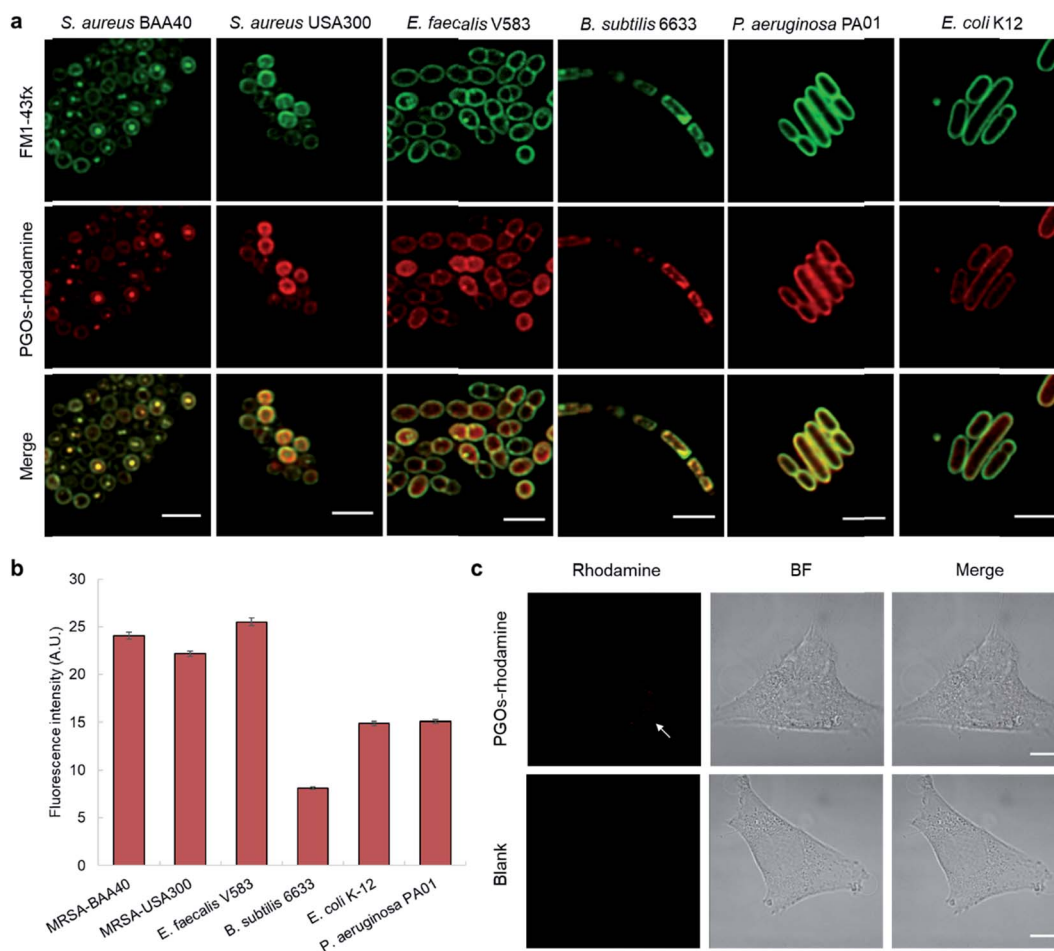 a
S. aureus BAA40 S. aureus USA300 E. faecalis V583 B. subtilis 6633 P. aeruginosa PA01 E. coli K12
FM1-43fx
PGOs-rhodamine
Merge
b
30
25
20
15
10
5
0
Fluorescence intensity (A.U.)
MRSA-BAA40
MRSA-USA300
E. faecalis V583
B. subtilis 6633
E. coli K-12
P. aeruginosa PA01
c
Rhodamine BF Merge
PGOs-rhodamine
Blank